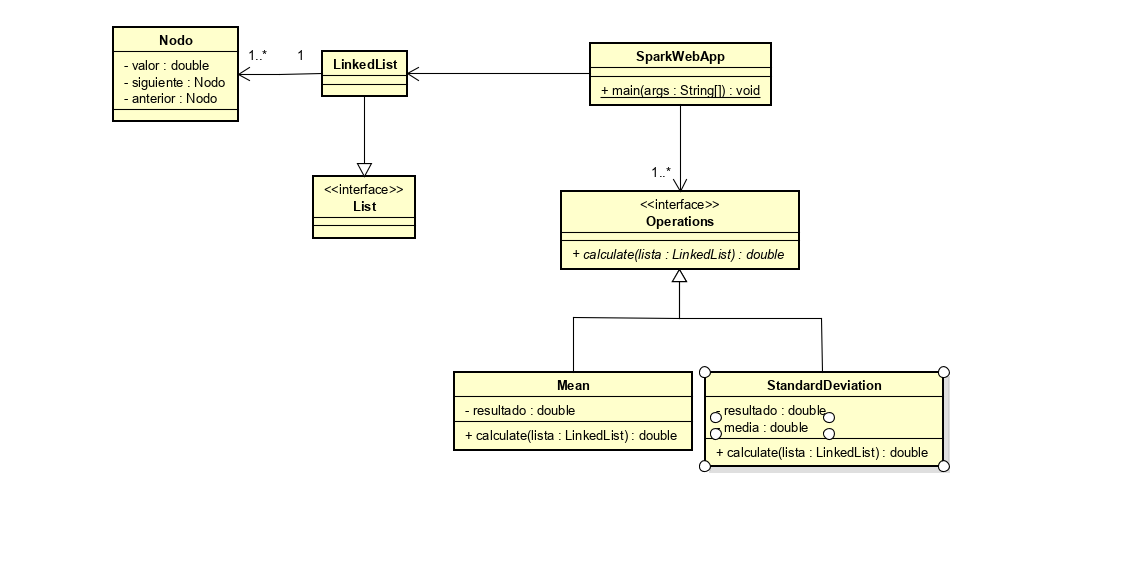 Nodo
- valor : double
- siguiente : Nodo
- anterior : Nodo
1..*
1
LinkedList
SparkWebApp
+ main(args : String[]) : void
<<interface>>
List
1..*
<<interface>>
Operations
+ calculate(lista : LinkedList) : double
Mean
- resultado : double
+ calculate(lista : LinkedList) : double
StandardDeviation
- resultado : double
- media : double
+ calculate(lista : LinkedList) : double